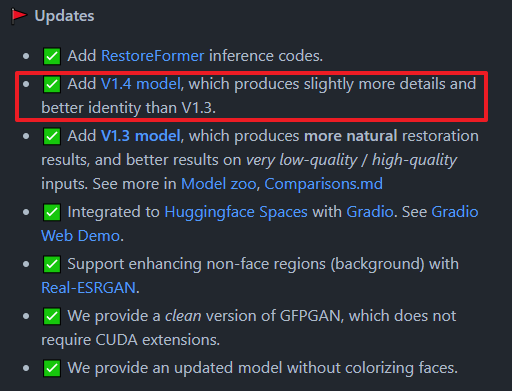 🚩 Updates
• ✅ Add RestoreFormer inference codes.
• ✅ Add V1.4 model, which produces slightly more details and
better identity than V1.3.
• ✅ Add V1.3 model, which produces more natural restoration
results, and better results on very low-quality / high-quality
inputs. See more in Model zoo, Comparisons.md
• ✅ Integrated to Huggingface Spaces with Gradio. See Gradio
Web Demo.
• ✅ Support enhancing non-face regions (background) with
Real-ESRGAN.
• ✅ We provide a clean version of GFPGAN, which does not
require CUDA extensions.
• ✅ We provide an updated model without colorizing faces.